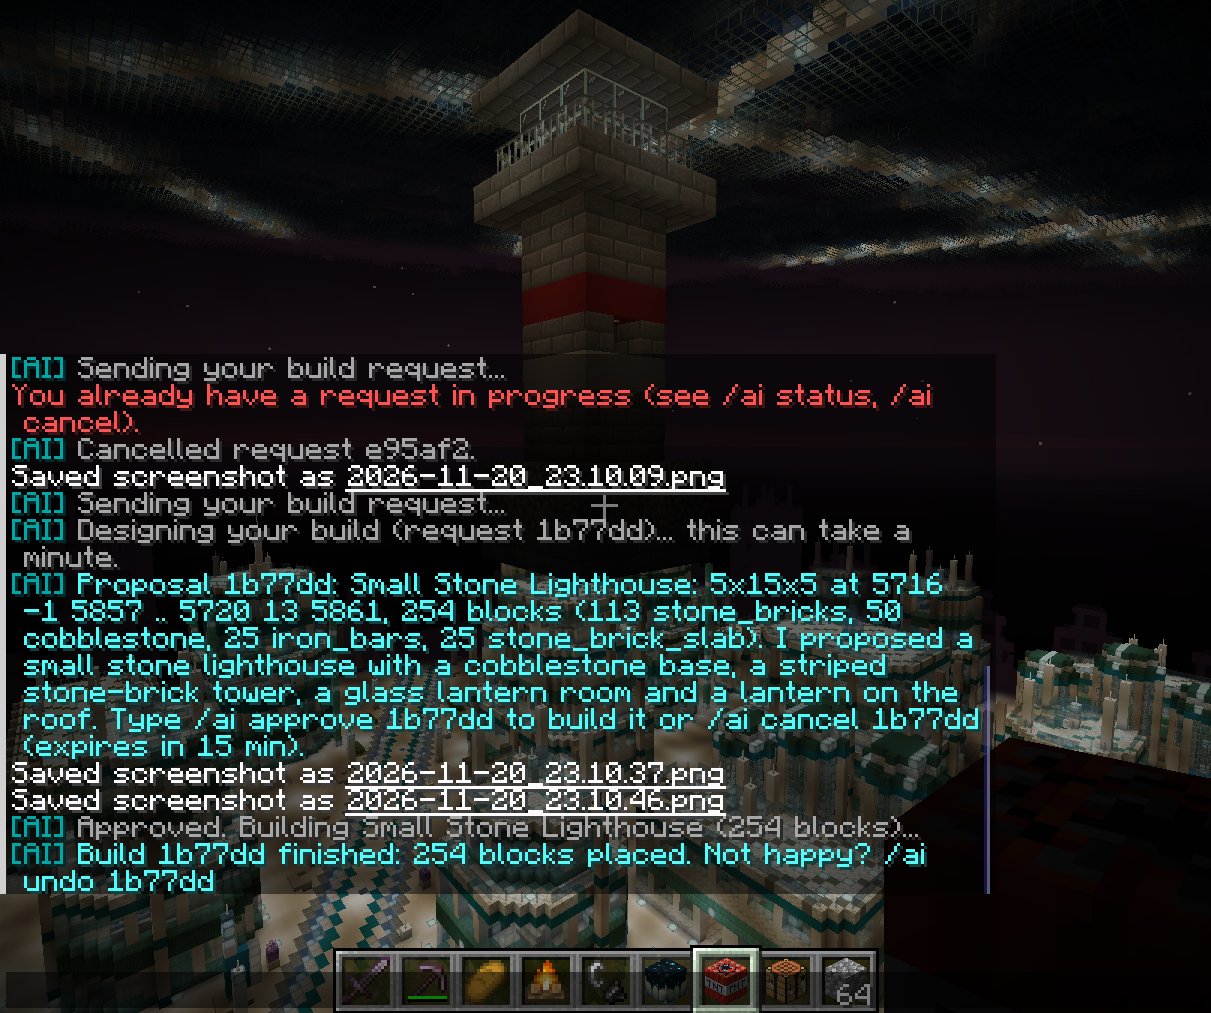 [AI] Sending your build request...
You already have a request in progress (see /ai status, /ai
cancel).
[AI] Cancelled request e95af2.
Saved screenshot as 2026-11-20_23.10.09.png
[AI] Sending your build request...
[AI] Designing your build (request 1b77dd)... this can take a
minute.
[AI] Proposal 1b77dd: Small Stone Lighthouse: 5x15x5 at 5716
-1 5857 .. 5720 13 5861, 254 blocks (113 stone_bricks, 50
cobblestone, 25 iron_bars, 25 stone_brick_slab). I proposed a
small stone lighthouse with a cobblestone base, a striped
stone-brick tower, a glass lantern room and a lantern on the
roof. Type /ai approve 1b77dd to build it or /ai cancel 1b77dd
(expires in 15 min).
Saved screenshot as 2026-11-20_23.10.37.png
Saved screenshot as 2026-11-20_23.10.46.png
[AI] Approved. Building Small Stone Lighthouse (254 blocks)...
[AI] Build 1b77dd finished: 254 blocks placed. Not happy? /ai
undo 1b77dd
TNT TNT
64